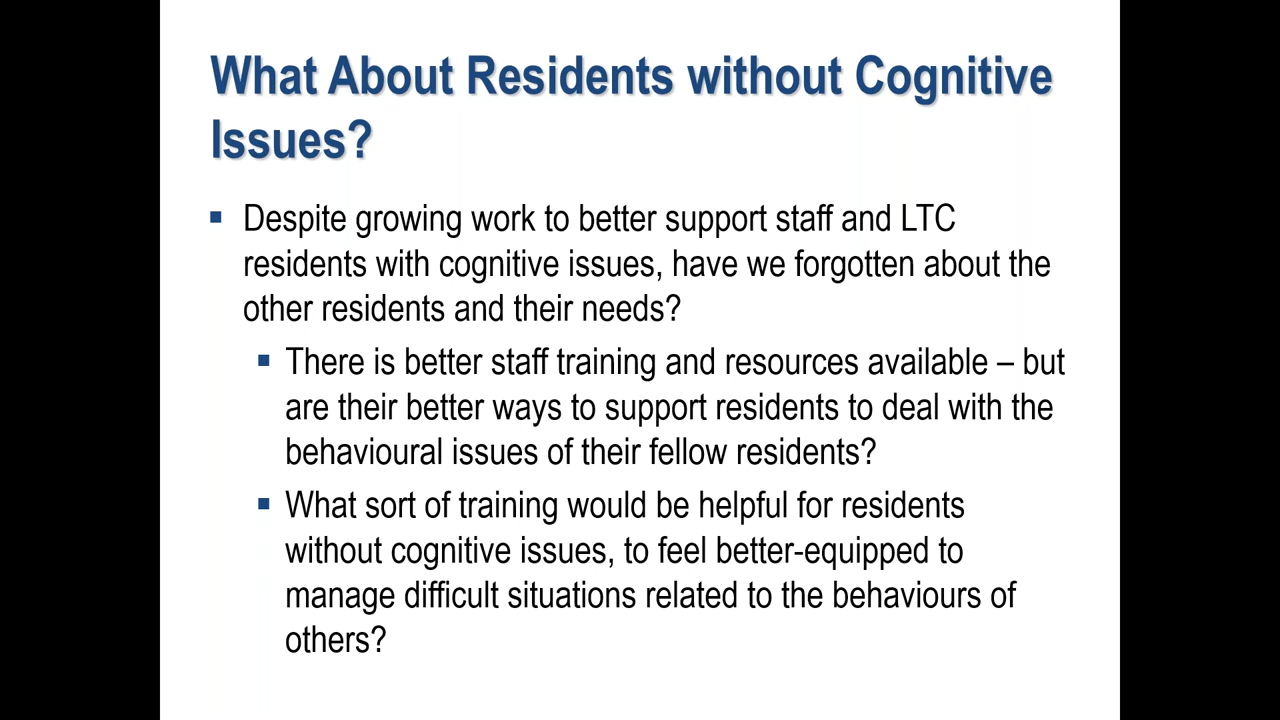 What About Residents without Cognitive
Issues?
▪ Despite growing work to better support staff and LTC
residents with cognitive issues, have we forgotten about the
other residents and their needs?
▪ There is better staff training and resources available – but
are their better ways to support residents to deal with the
behavioural issues of their fellow residents?
▪ What sort of training would be helpful for residents
without cognitive issues, to feel better-equipped to
manage difficult situations related to the behaviours of
others?